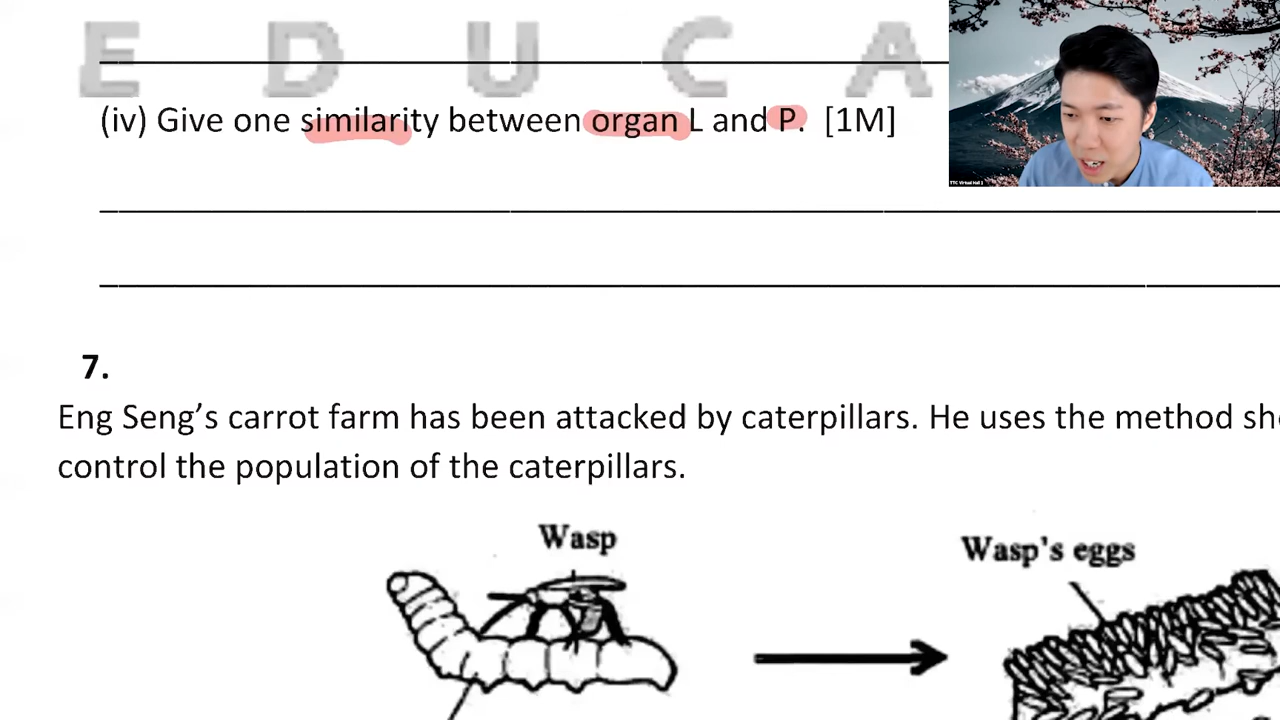 E D U C A
(iv) Give one similarity between organ L and P. [1M]
7.
Eng Seng's carrot farm has been attacked by caterpillars. He uses the method
control the population of the caterpillars.
Wasp
Wasp's eggs